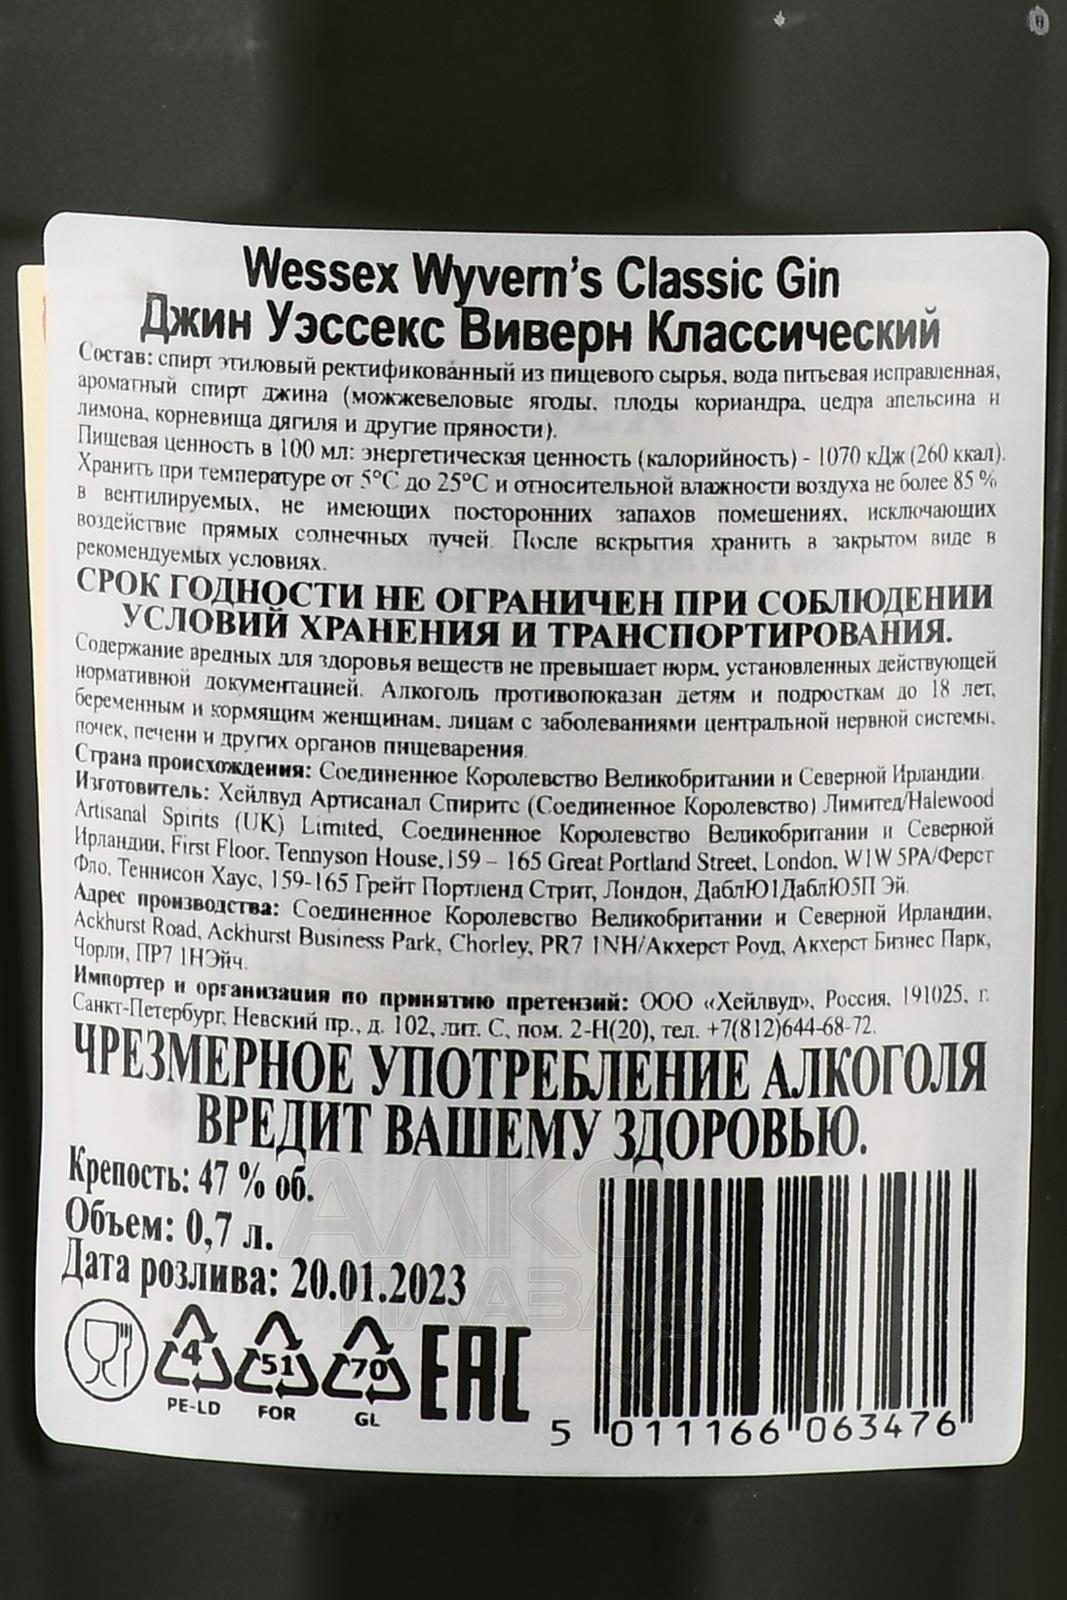 Wessex Wyvern's Classic Gin
Джин Уэссекс Виверн Классический
Состав: спирт этиловый ректификованный из пищевого сырья, вода питьевая исправленная,
ароматный спирт джина (можжевеловые ягоды, плоды кориандра, цедра апельсина и
лимона, корневища дягиля и другие пряности).
Пищевая ценность в 100 мл: энергетическая ценность (калорийность) - 1070 кДж (260 ккал).
Хранить при температуре от 5°С до 25°С и относительной влажности воздуха не более 85 %
в вентилируемых, не имеющих посторонних запахов помещениях, исключающих
воздействие прямых солнечных лучей. После вскрытия хранить в закрытом виде в
рекомендуемых условиях.
СРОК ГОДНОСТИ НЕ ОГРАНИЧЕН ПРИ СОБЛЮДЕНИИ
УСЛОВИЙ ХРАНЕНИЯ И ТРАНСПОРТИРОВАНИЯ.
Содержание вредных для здоровья веществ не превышает норм, установленных действующей
нормативной документацией. Алкоголь противопоказан детям и подросткам до 18 лет,
беременным и кормящим женщинам, лицам с заболеваниями центральной нервной системы,
почек, печени и других органов пищеварения.
Страна происхождения: Соединенное Королевство Великобритании и Северной Ирландии.
Изготовитель: Хейлвуд Артисанал Спиритс (Соединенное Королевство) Лимитед/Halewood
Artisanal Spirits (UK) Limited, Соединенное Королевство Великобритании и Северной
Ирландии, First Floor, Tennyson House,159 – 165 Great Portland Street, London, W1W 5PA/Ферст
Фло, Теннисон Хаус, 159-165 Грейт Портленд Стрит, Лондон, ДаблЮ1ДаблЮ5П Эй.
Адрес производства: Соединенное Королевство Великобритании и Северной Ирландии,
Ackhurst Road, Ackhurst Business Park, Chorley, PR7 1NH/Акхерст Роуд, Акхерст Бизнес Парк,
Чорли, ПР7 1НЭйч.
Импортер и организация по принятию претензий: ООО «Хейлвуд», Россия, 191025, г.
Санкт-Петербург, Невский пр., д. 102, лит. С, пом. 2-Н(20), тел. +7(812)644-68-72.
ЧРЕЗМЕРНОЕ УПОТРЕБЛЕНИЕ АЛКОГОЛЯ
ВРЕДИТ ВАШЕМУ ЗДОРОВЬЮ.
Крепость: 47 % об.
Объем: 0,7 л.
Дата розлива: 20.01.2023
АЛКО
ПЛАЗА
4 51 70 EAC
PE-LD FOR GL
5 011166 063476